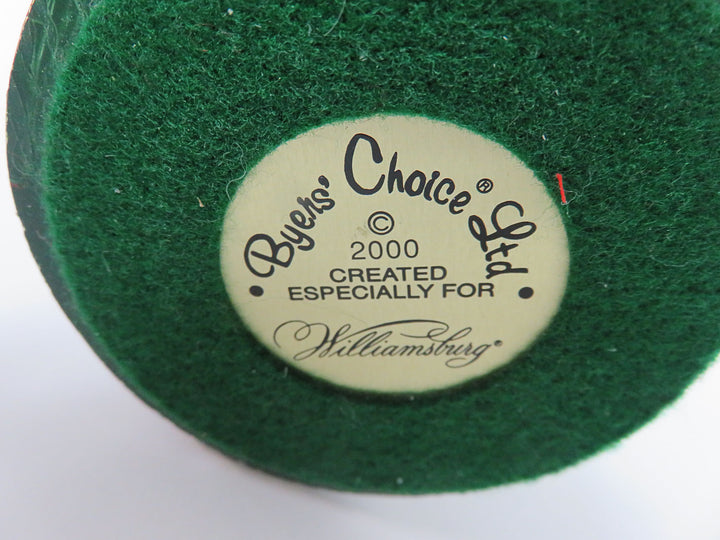 Byers' Choice® Ltd
©
2000
CREATED
• ESPECIALLY FOR •
Williamsburg®